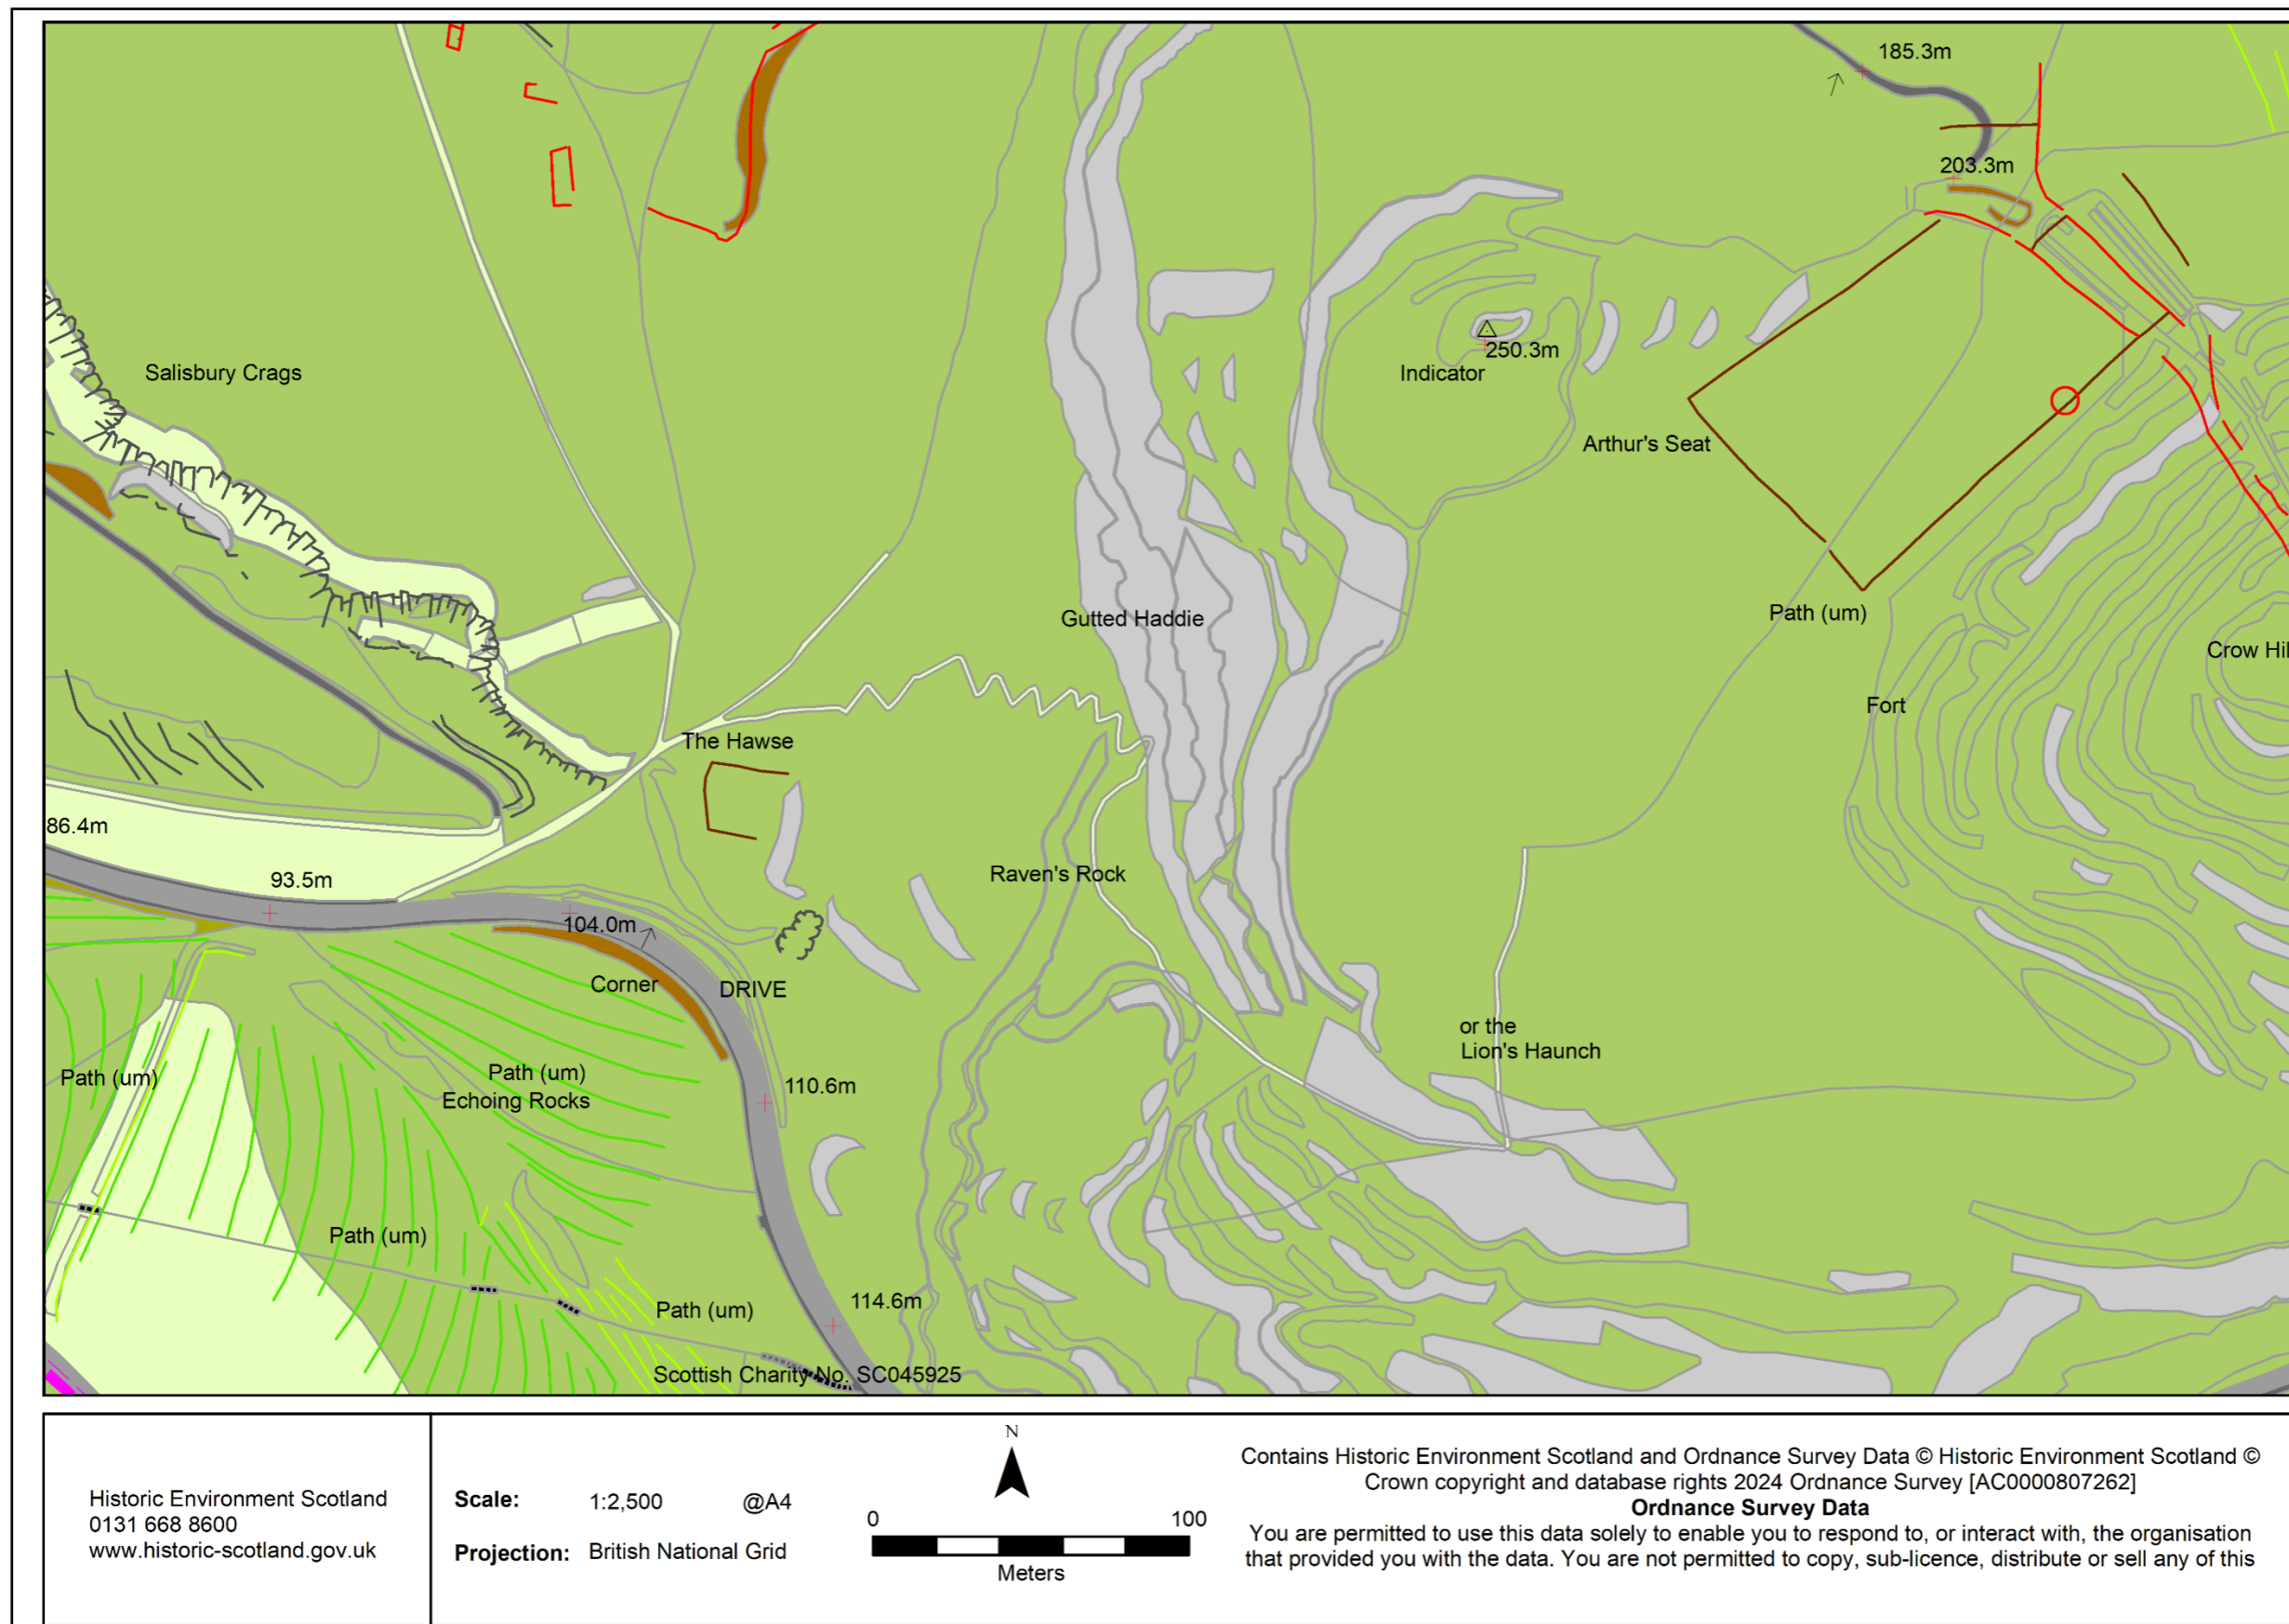 185.3m
203.3m
250.3m
Indicator
Salisbury Crags
Arthur's Seat
Gutted Haddie
Path (um)
Crow Hil
Fort
The Hawse
86.4m
93.5m
Raven's Rock
104.0m
Corner
DRIVE
or the
Lion's Haunch
Path (um)
Path (um)
Echoing Rocks
110.6m
Path (um)
Path (um)
114.6m
Scottish Charity No. SC045925
Historic Environment Scotland
0131 668 8600
www.historic-scotland.gov.uk
Scale: 1:2,500 @A4
Projection: British National Grid
N
0 100
Meters
Contains Historic Environment Scotland and Ordnance Survey Data © Historic Environment Scotland ©
Crown copyright and database rights 2024 Ordnance Survey [AC0000807262]
Ordnance Survey Data
You are permitted to use this data solely to enable you to respond to, or interact with, the organisation
that provided you with the data. You are not permitted to copy, sub-licence, distribute or sell any of this